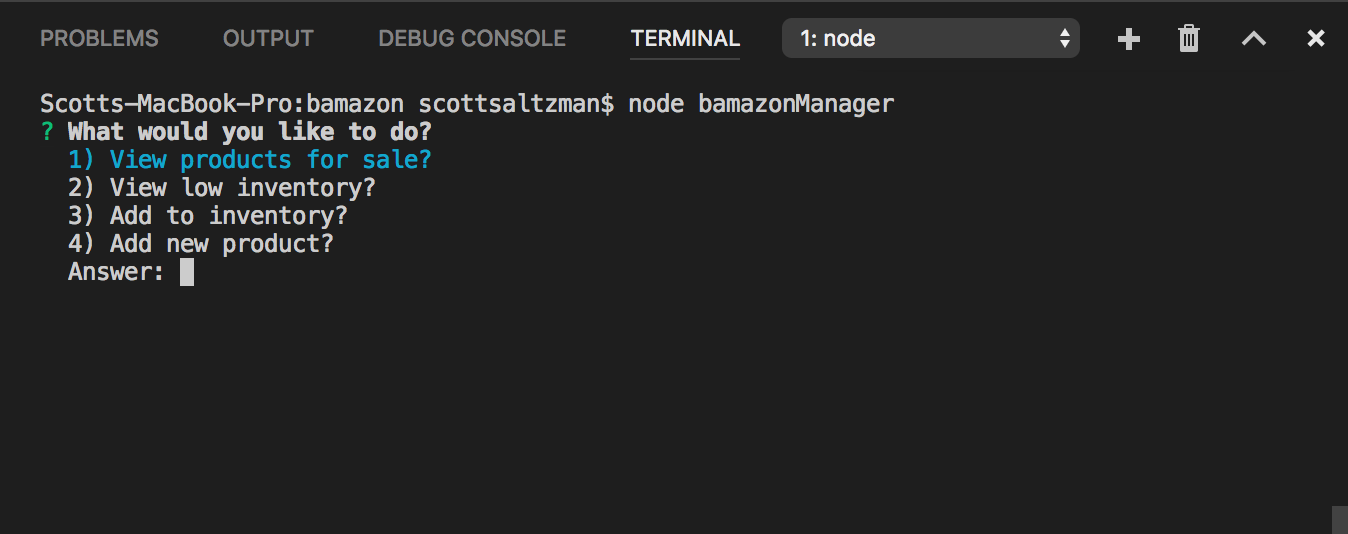 PROBLEMS OUTPUT DEBUG CONSOLE TERMINAL 1: node
Scotts-MacBook-Pro:bamazon scottsaltzman$ node bamazonManager
? What would you like to do?
1) View products for sale?
2) View low inventory?
3) Add to inventory?
4) Add new product?
Answer: